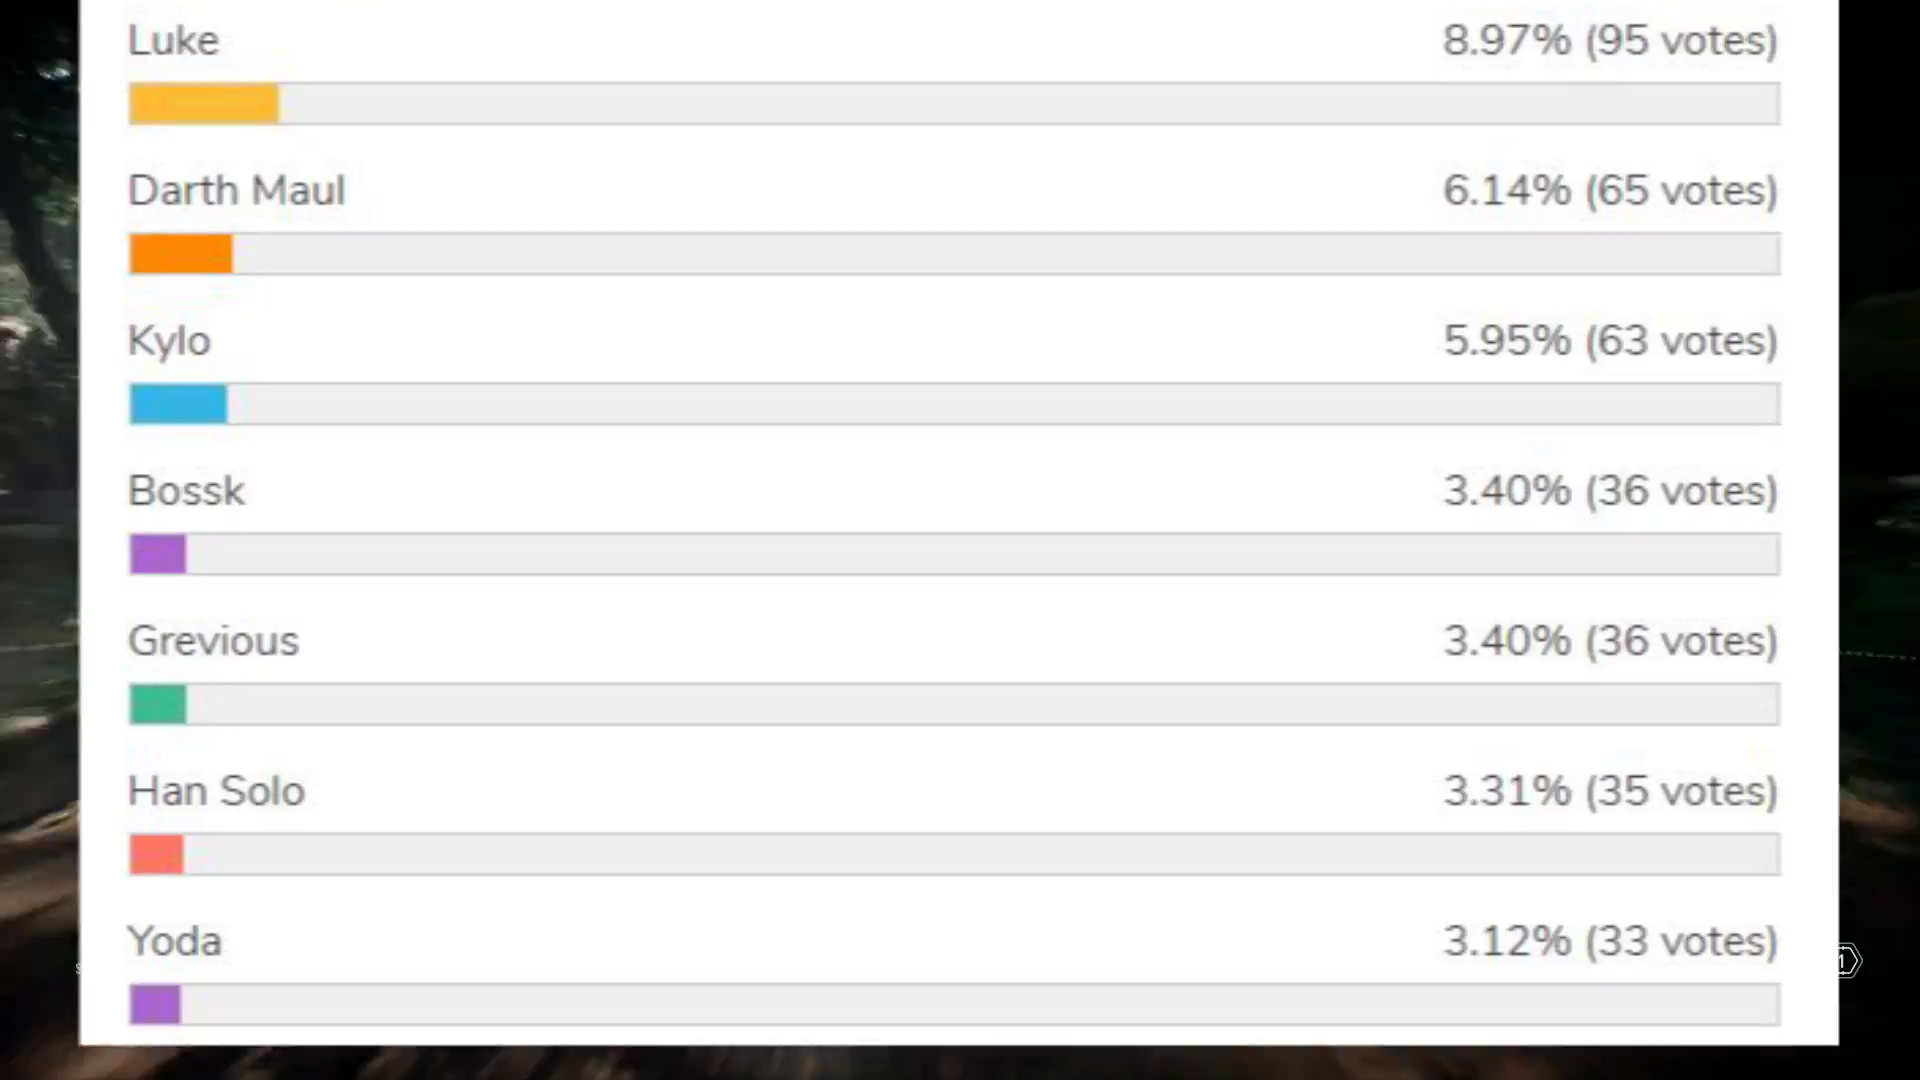 Luke 8.97% (95 votes)
Darth Maul 6.14% (65 votes)
Kylo 5.95% (63 votes)
Bossk 3.40% (36 votes)
Grevious 3.40% (36 votes)
Han Solo 3.31% (35 votes)
Yoda 3.12% (33 votes)